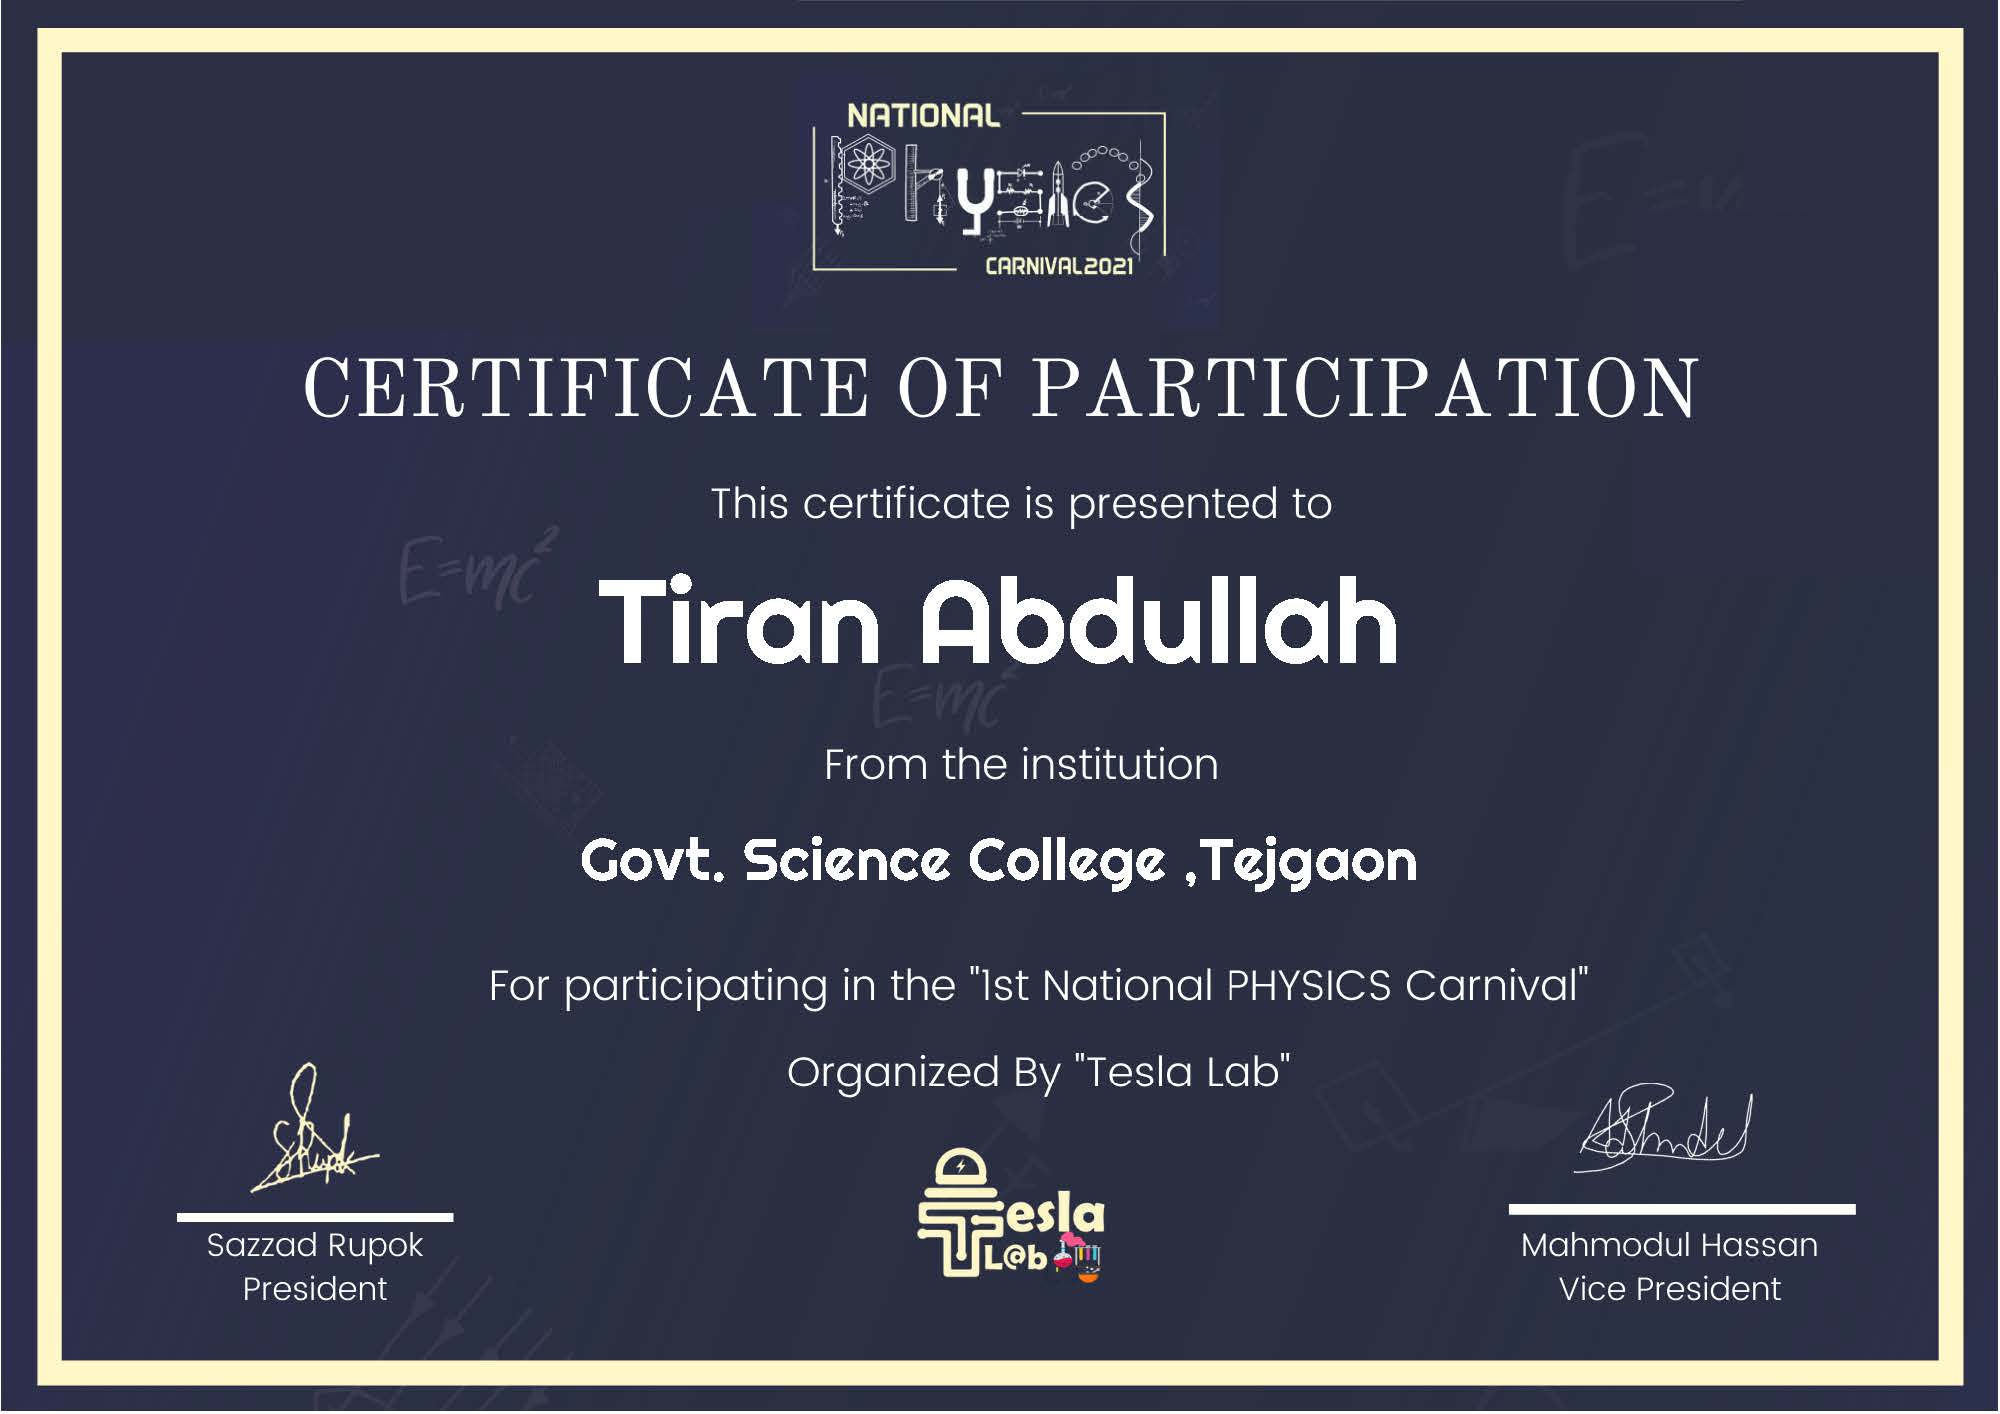 NATIONAL
Physics
CARNIVAL2021
CERTIFICATE OF PARTICIPATION
This certificate is presented to
E=mc²
Tiran Abdullah
E=mc²
From the institution
Govt. Science College ,Tejgaon
For participating in the "1st National PHYSICS Carnival"
Organized By "Tesla Lab"
Tesla
L@b
Sazzad Rupok
President
Mahmodul Hassan
Vice President